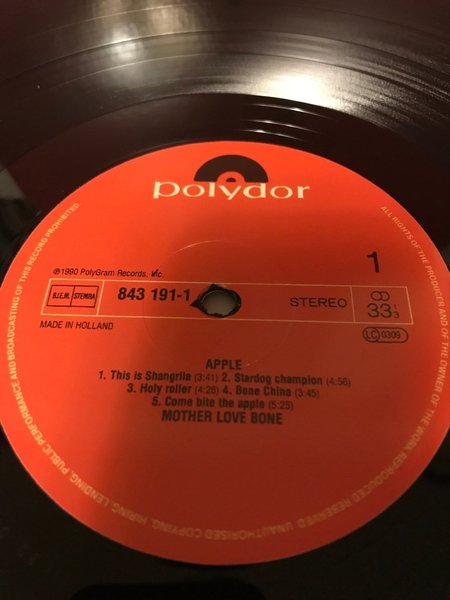 polydor
℗1990 PolyGram Records, Inc.
1
B.I.E.M. STEMRA
843 191-1
STEREO
33 1/3
MADE IN HOLLAND
LC 0309
APPLE
1. This is Shangrila (3:41) 2. Stardog champion (4:56)
3. Holy roller (4:26) 4. Bone China (3:45)
5. Come bite the apple (5:25)
MOTHER LOVE BONE
ALL RIGHTS OF THE PRODUCER AND OF THE OWNER OF THE WORK REPRODUCED RESERVED. UNAUTHORISED COPYING, HIRING, LENDING, PUBLIC PERFORMANCE AND BROADCASTING OF THIS RECORD PROHIBITED.